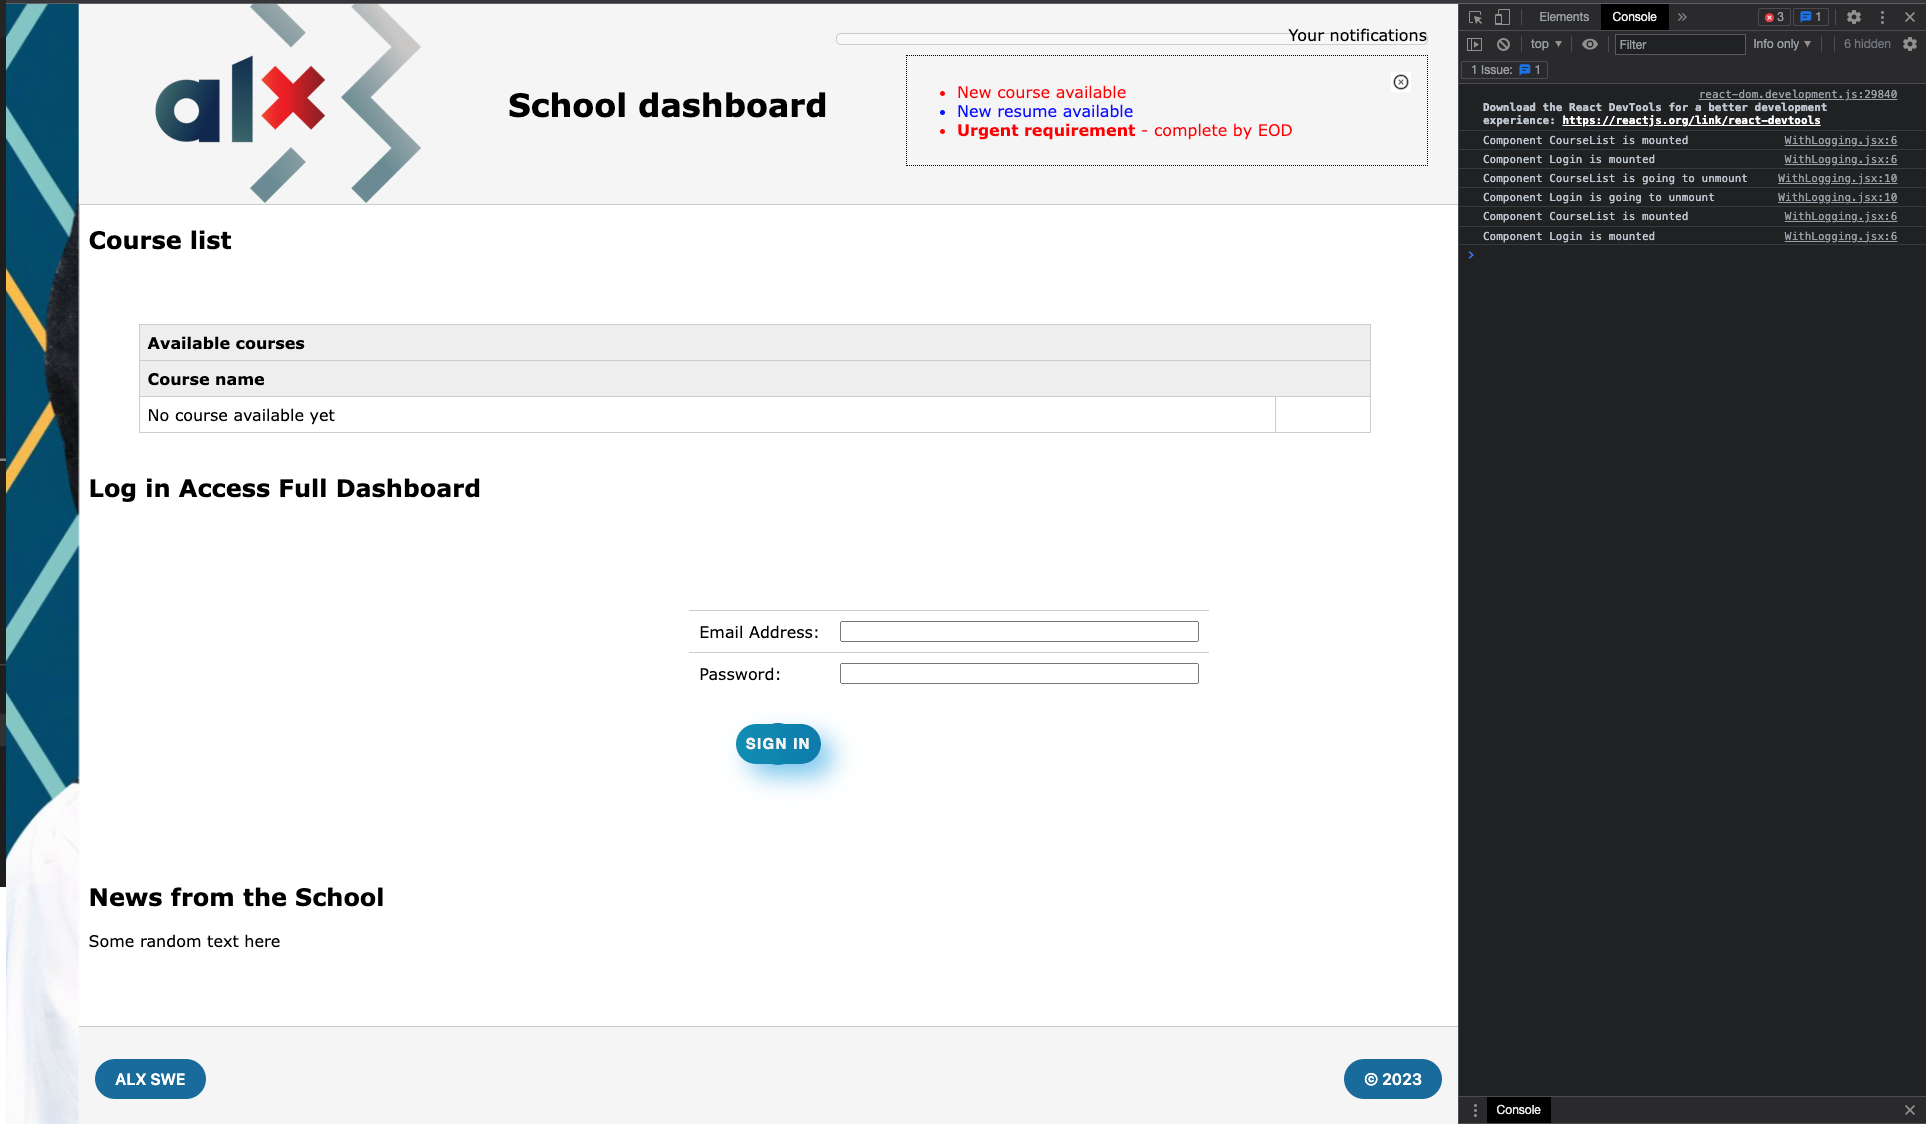 alx
School dashboard
Your notifications
New course available
New resume available
Urgent requirement - complete by EOD
Course list
Available courses
Course name
No course available yet
Log in Access Full Dashboard
Email Address:
Password:
SIGN IN
News from the School
Some random text here
ALX SWE
© 2023
Elements
Console
3
1
top
Filter
Info only
6 hidden
1 Issue: 1
react-dom.development.js:29840
Download the React DevTools for a better development
experience: https://reactjs.org/link/react-devtools
Component CourseList is mounted WithLogging.jsx:6
Component Login is mounted WithLogging.jsx:6
Component CourseList is going to unmount WithLogging.jsx:10
Component Login is going to unmount WithLogging.jsx:10
Component CourseList is mounted WithLogging.jsx:6
Component Login is mounted WithLogging.jsx:6
Console